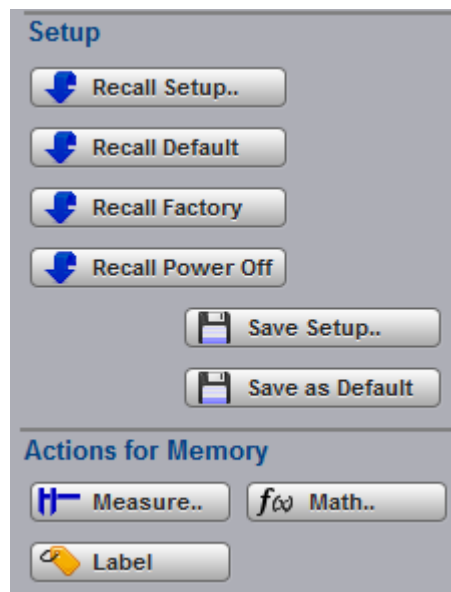 Setup
Recall Setup..
Recall Default
Recall Factory
Recall Power Off
Save Setup..
Save as Default
Actions for Memory
Measure..
f(x) Math..
Label